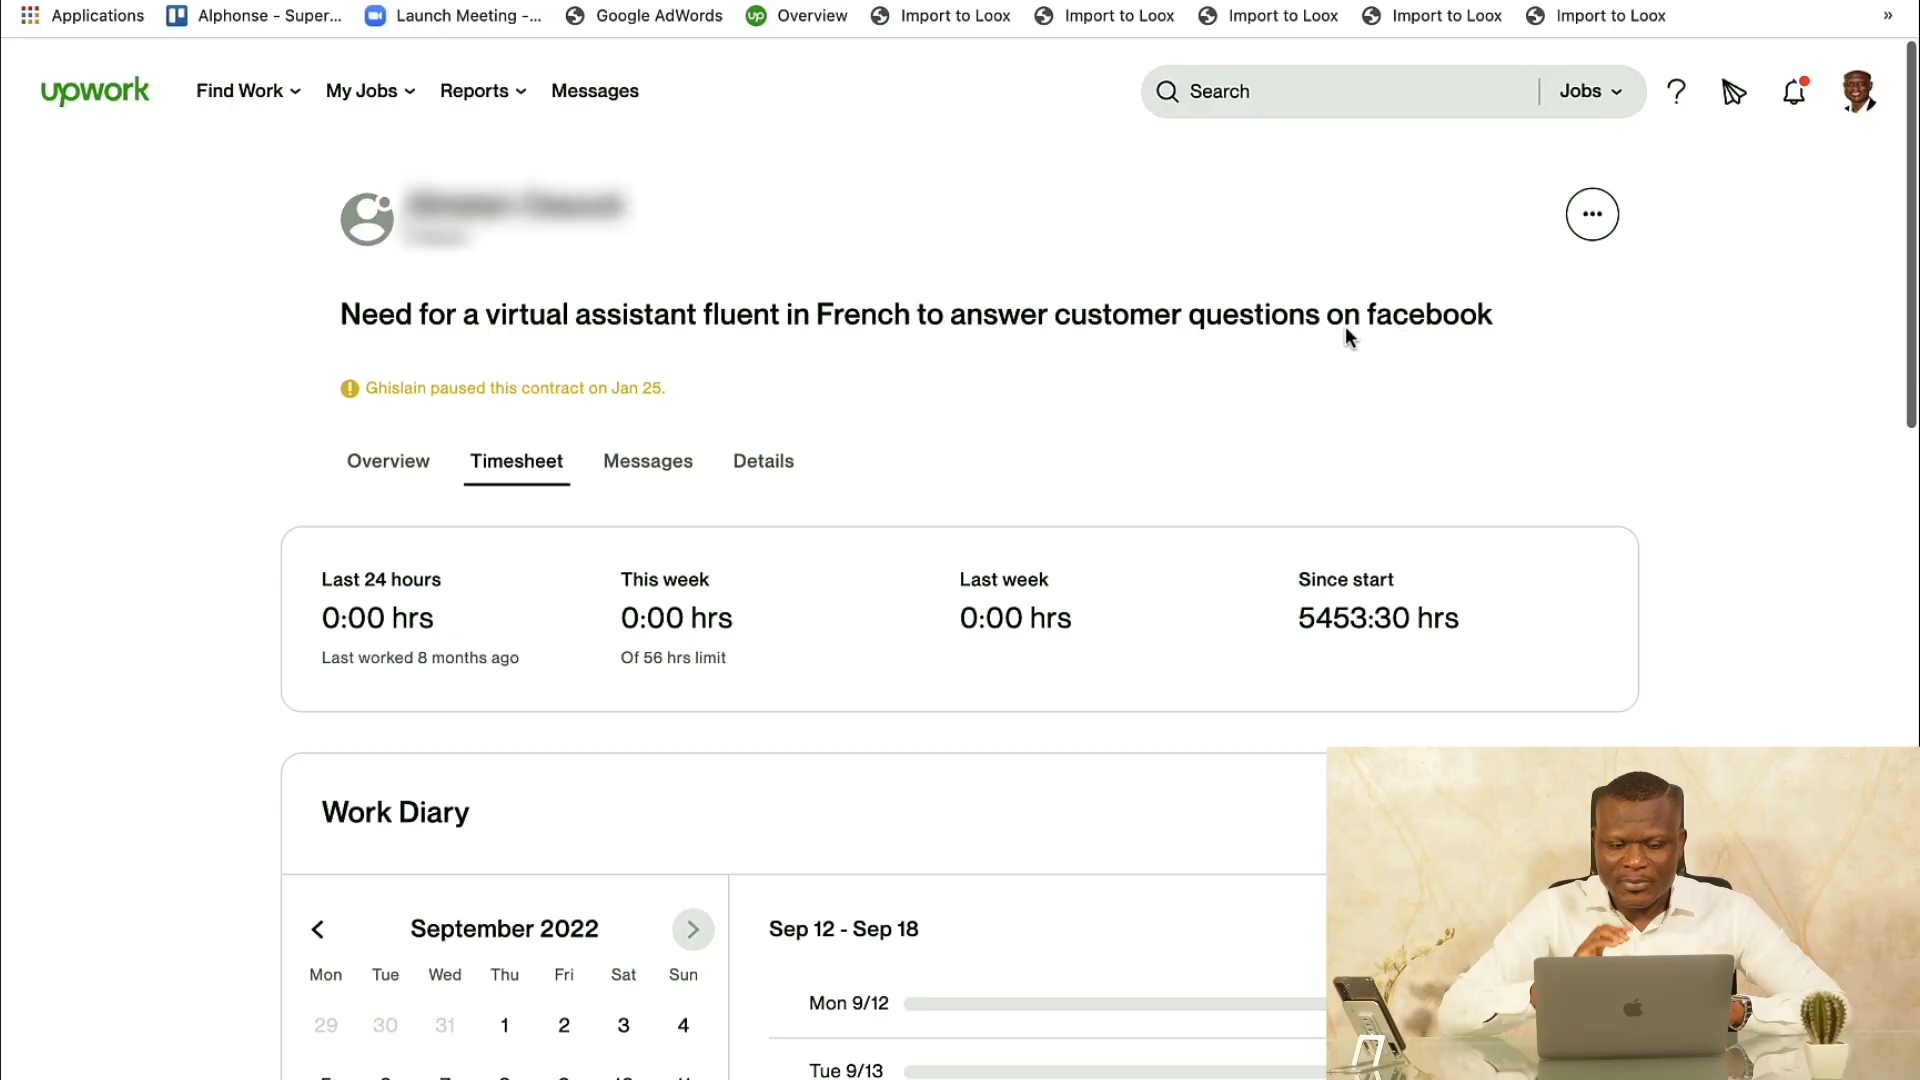 Applications
Alphonse - Super...
Launch Meeting -...
Google AdWords
up Overview
Import to Loox
Import to Loox
Import to Loox
Import to Loox
Import to Loox
»
upwork
Find Work
My Jobs
Reports
Messages
Search
Jobs
Need for a virtual assistant fluent in French to answer customer questions on facebook
Ghislain paused this contract on Jan 25.
Overview
Timesheet
Messages
Details
Last 24 hours
0:00 hrs
Last worked 8 months ago
This week
0:00 hrs
Of 56 hrs limit
Last week
0:00 hrs
Since start
5453:30 hrs
Work Diary
September 2022
Mon Tue Wed Thu Fri Sat Sun
29 30 31 1 2 3 4
Sep 12 - Sep 18
Mon 9/12
Tue 9/13